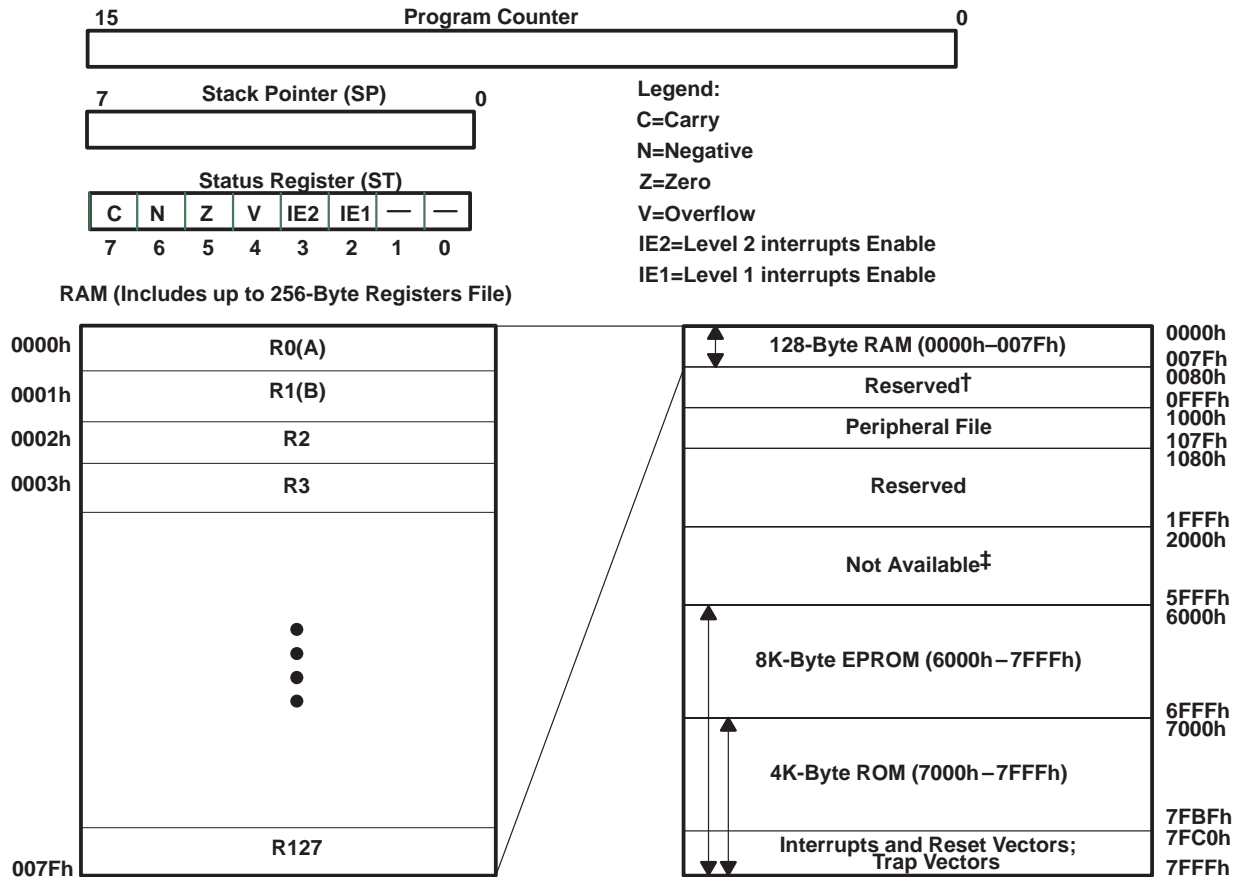 15 Program Counter 0
7 Stack Pointer (SP) 0
Status Register (ST)
C N Z V IE2 IE1 — —
7 6 5 4 3 2 1 0
Legend:
C=Carry
N=Negative
Z=Zero
V=Overflow
IE2=Level 2 interrupts Enable
IE1=Level 1 interrupts Enable
RAM (Includes up to 256-Byte Registers File)
0000h R0(A)
0001h R1(B)
0002h R2
0003h R3
R127
007Fh
0000h
128-Byte RAM (0000h–007Fh)
007Fh
0080h
Reserved†
0FFFh
1000h
Peripheral File
107Fh
1080h
Reserved
1FFFh
2000h
Not Available‡
5FFFh
6000h
8K-Byte EPROM (6000h–7FFFh)
6FFFh
7000h
4K-Byte ROM (7000h–7FFFh)
7FBFh
7FC0h
Interrupts and Reset Vectors;
Trap Vectors
7FFFh